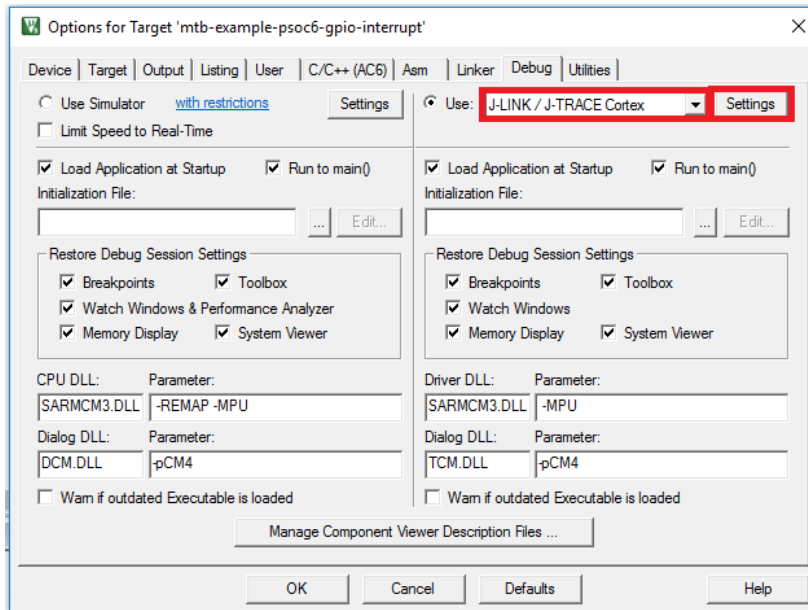 Options for Target 'mtb-example-psoc6-gpio-interrupt'
Device Target Output Listing User C/C++ (AC6) Asm Linker Debug Utilities
Use Simulator with restrictions Settings
Limit Speed to Real-Time
Load Application at Startup Run to main()
Initialization File:
... Edit...
Restore Debug Session Settings
Breakpoints Toolbox
Watch Windows & Performance Analyzer
Memory Display System Viewer
CPU DLL: Parameter:
SARMCM3.DLL -REMAP -MPU
Dialog DLL: Parameter:
DCM.DLL -pCM4
Warn if outdated Executable is loaded
Use: J-LINK / J-TRACE Cortex Settings
Load Application at Startup Run to main()
Initialization File:
... Edit...
Restore Debug Session Settings
Breakpoints Toolbox
Watch Windows
Memory Display System Viewer
Driver DLL: Parameter:
SARMCM3.DLL -MPU
Dialog DLL: Parameter:
TCM.DLL -pCM4
Warn if outdated Executable is loaded
Manage Component Viewer Description Files ...
OK Cancel Defaults Help